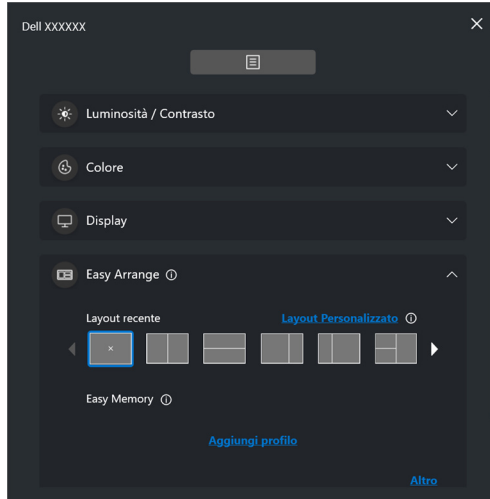 Dell XXXXXX
Luminosità / Contrasto
Colore
Display
Easy Arrange
Layout recente Layout Personalizzato
Easy Memory
Aggiungi profilo
Altro